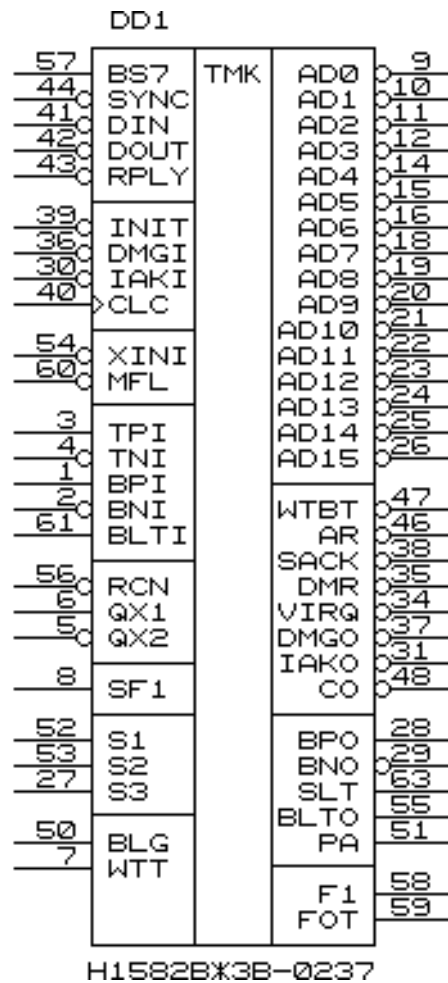 DD1
57 BS7 TMK AD0 9
44 SYNC AD1 10
41 DIN AD2 11
42 DOUT AD3 12
43 RPLY AD4 14
AD5 15
39 INIT AD6 16
36 DMGI AD7 18
30 IAKI AD8 19
40 CLC AD9 20
AD10 21
54 XINI AD11 22
60 MFL AD12 23
AD13 24
3 TPI AD14 25
4 TNI AD15 26
1 BPI
2 BNI WTBT 47
61 BLTI AR 46
SACK 38
56 RCN DMR 35
6 QX1 VIRQ 34
5 QX2 DMGO 37
IAKO 31
8 SF1 CO 48
52 S1 BPO 28
53 S2 BNO 29
27 S3 SLT 63
BLTO 55
50 BLG PA 51
7 WTT
F1 58
FOT 59
Н1582ВЖ3В-0237